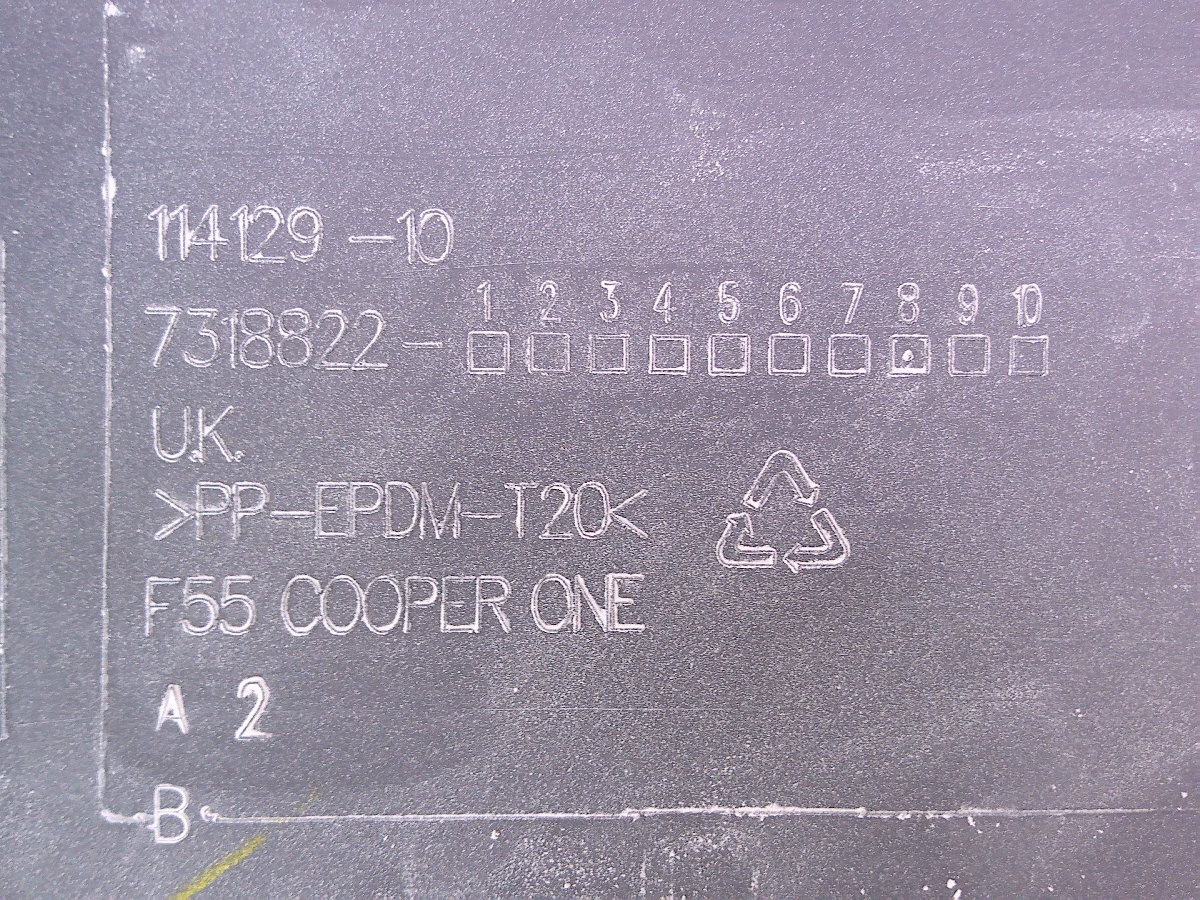 114129-10
1 2 3 4 5 6 7 8 9 10
7318822-
U.K.
>PP-EPDM-T20<
F55 COOPER ONE
A 2
B